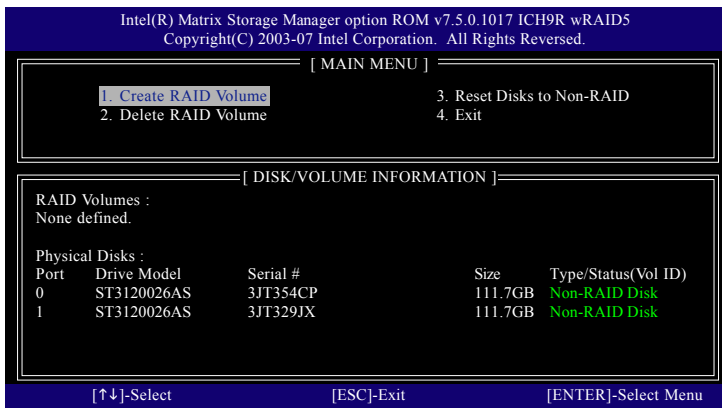 Intel(R) Matrix Storage Manager option ROM v7.5.0.1017 ICH9R wRAID5
Copyright(C) 2003-07 Intel Corporation. All Rights Reversed.
[ MAIN MENU ]
1. Create RAID Volume 3. Reset Disks to Non-RAID
2. Delete RAID Volume 4. Exit
[ DISK/VOLUME INFORMATION ]
RAID Volumes :
None defined.
Physical Disks :
Port Drive Model Serial # Size Type/Status(Vol ID)
0 ST3120026AS 3JT354CP 111.7GB Non-RAID Disk
1 ST3120026AS 3JT329JX 111.7GB Non-RAID Disk
[↑↓]-Select [ESC]-Exit [ENTER]-Select Menu